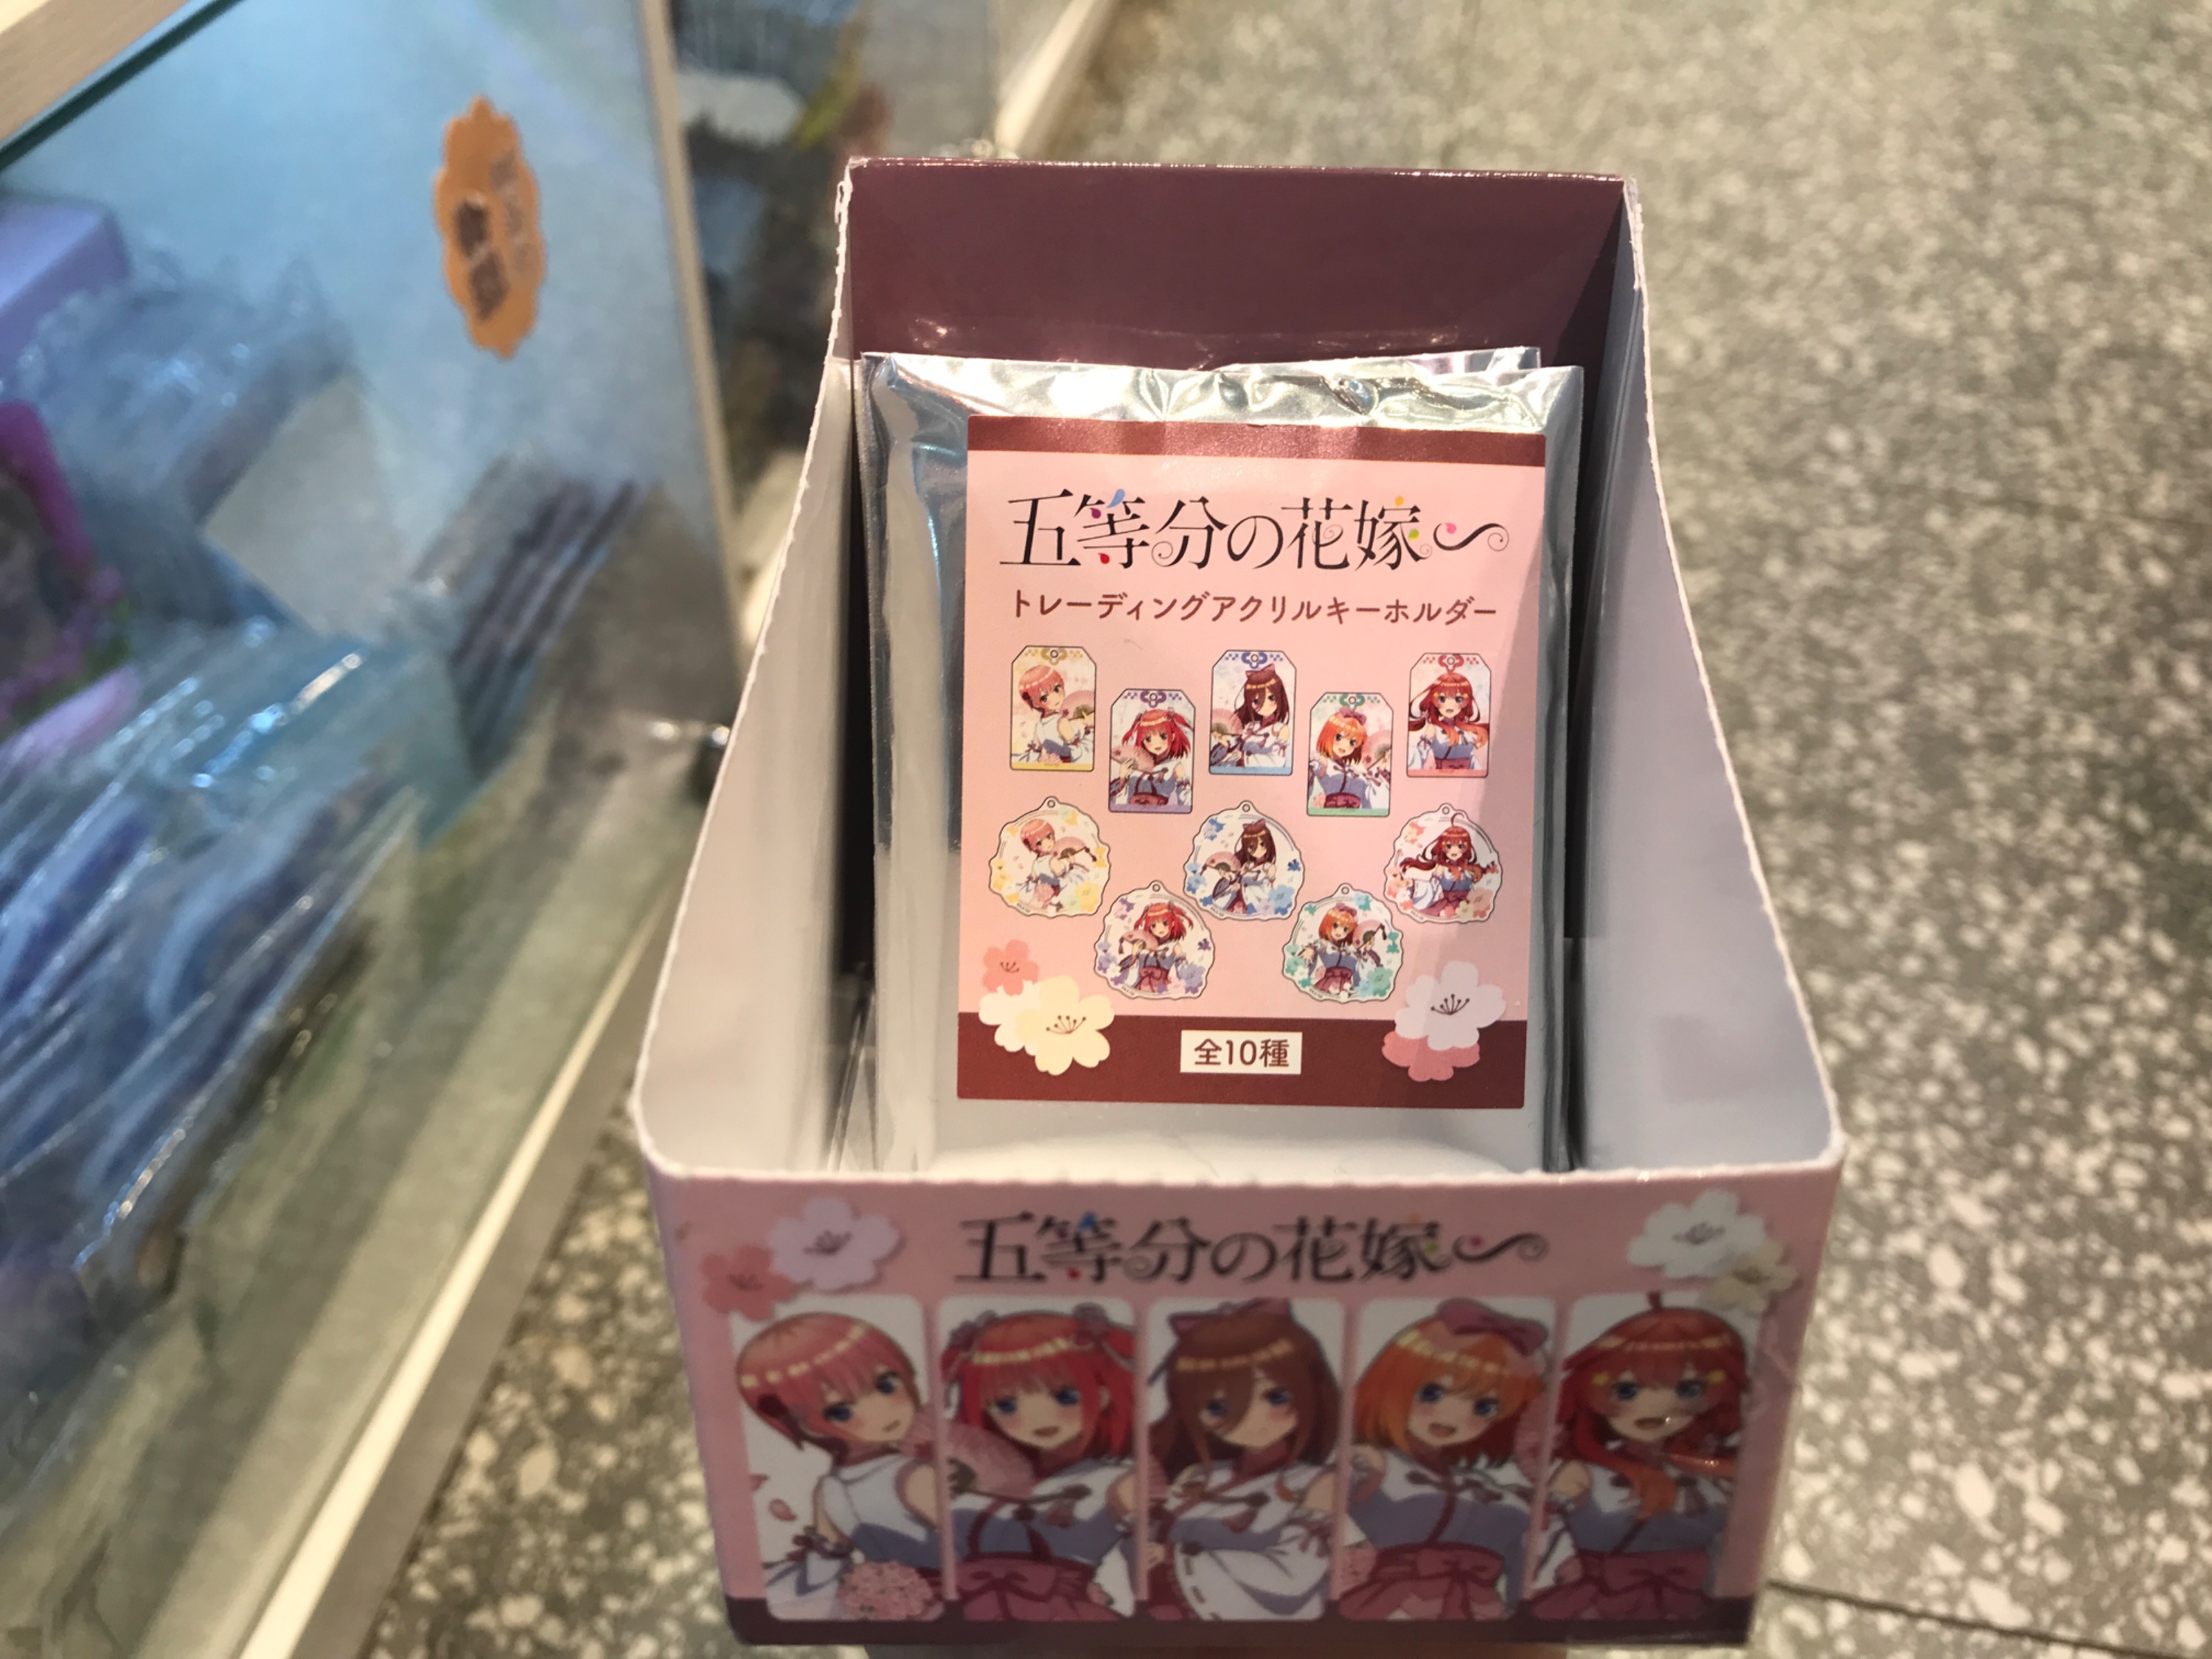 五等分の花嫁∽
トレーディングアクリルキーホルダー
全10種
五等分の花嫁∽